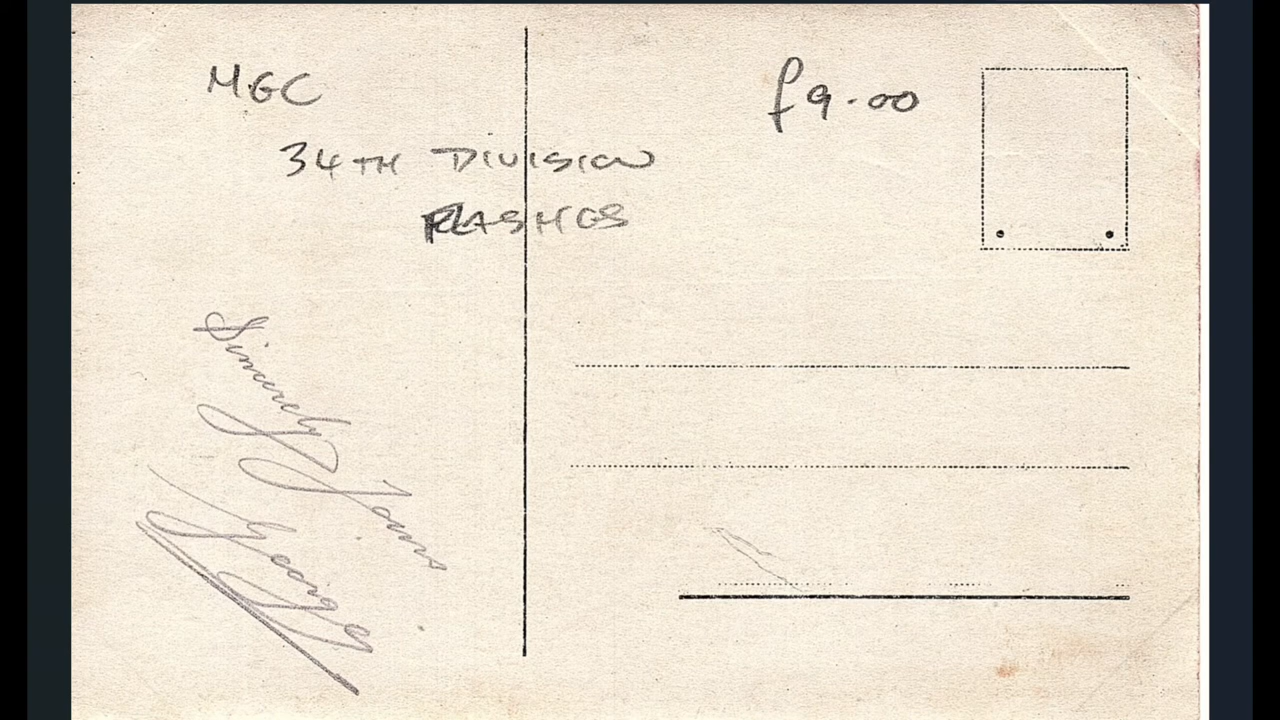 MGC
£9.00
34TH DIVISION
FLASHES
Sincerely
Yours
George